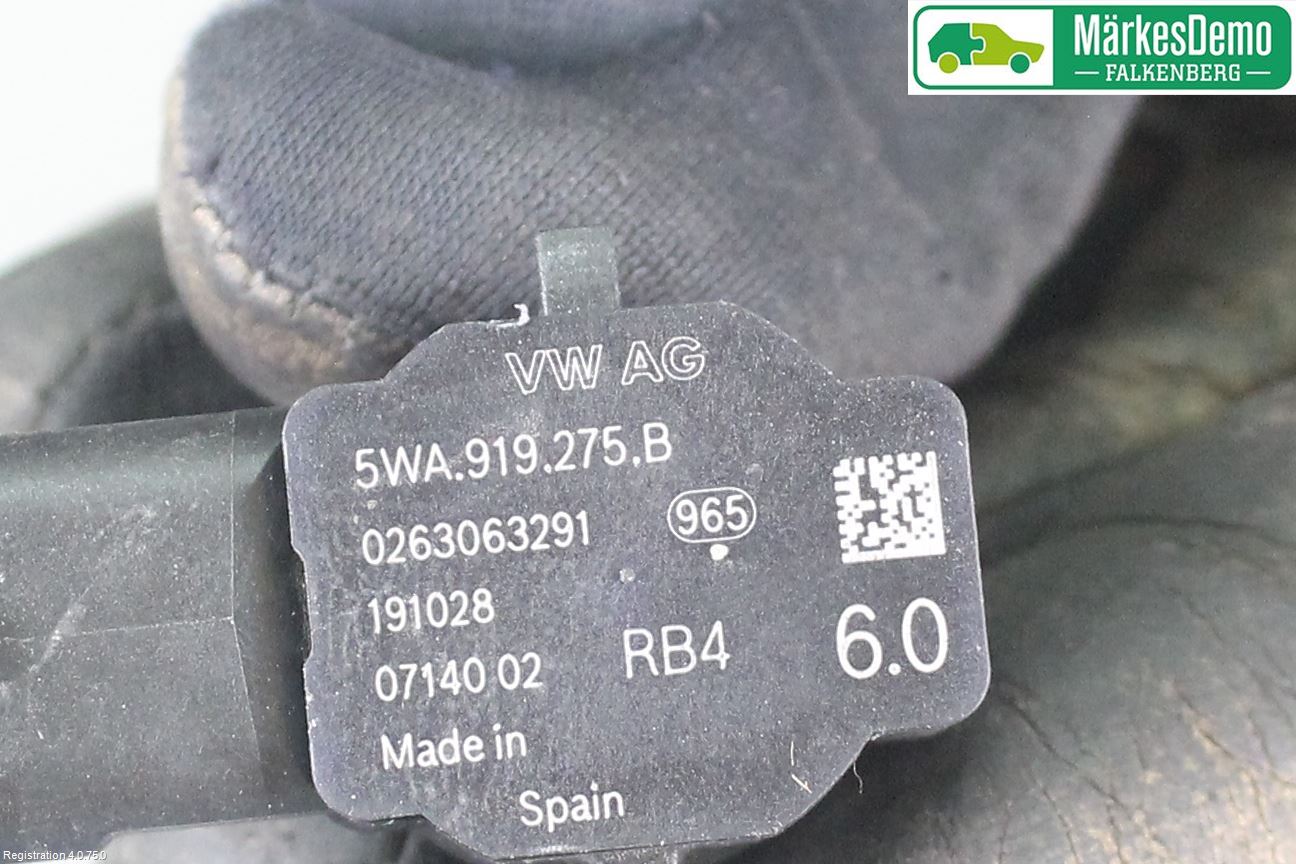 MärkesDemo
FALKENBERG
VW AG
5WA.919.275.B
0263063291 965
191028
07140 02 RB4 6.0
Made in
Spain
Registration 4.0.75.0